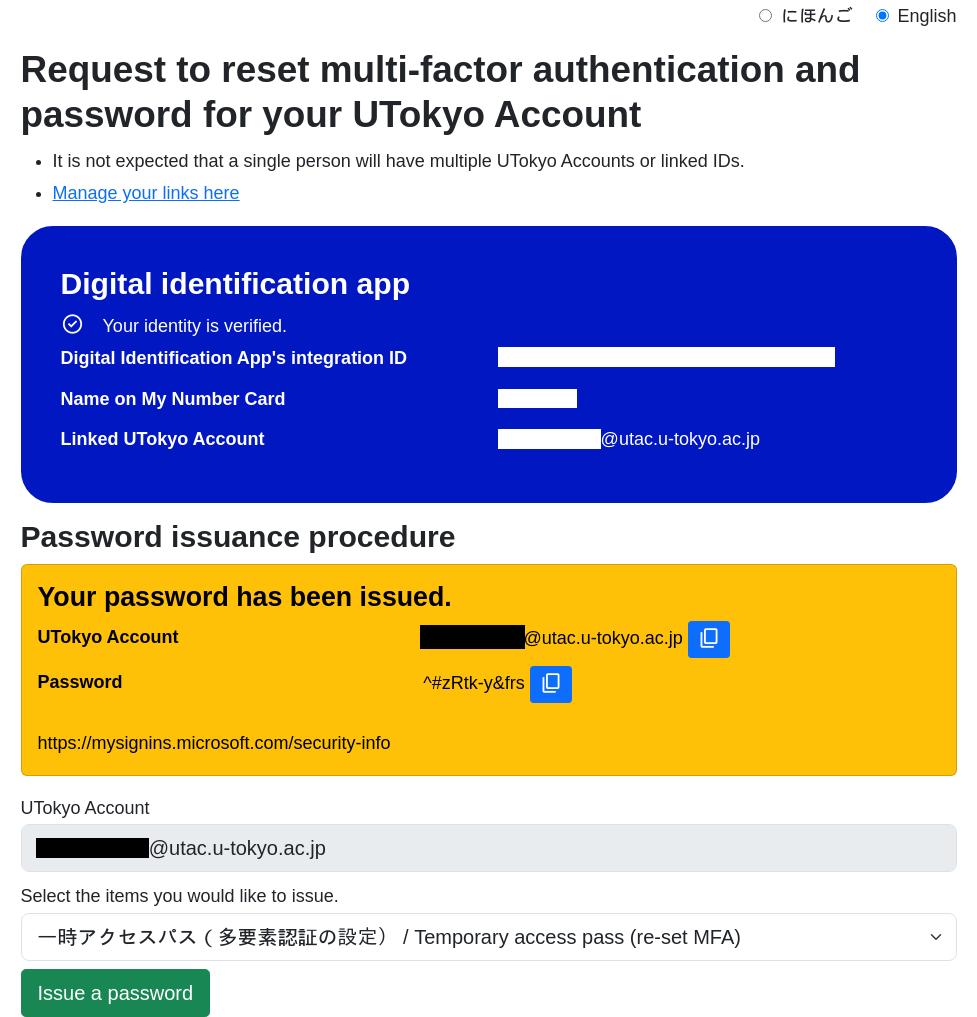 にほんご English
Request to reset multi-factor authentication and
password for your UTokyo Account
It is not expected that a single person will have multiple UTokyo Accounts or linked IDs.
Manage your links here
Digital identification app
Your identity is verified.
Digital Identification App's integration ID
Name on My Number Card
Linked UTokyo Account @utac.u-tokyo.ac.jp
Password issuance procedure
Your password has been issued.
UTokyo Account @utac.u-tokyo.ac.jp
Password ^#zRtk-y&frs
https://mysignins.microsoft.com/security-info
UTokyo Account
@utac.u-tokyo.ac.jp
Select the items you would like to issue.
一時アクセスパス（多要素認証の設定） / Temporary access pass (re-set MFA)
Issue a password